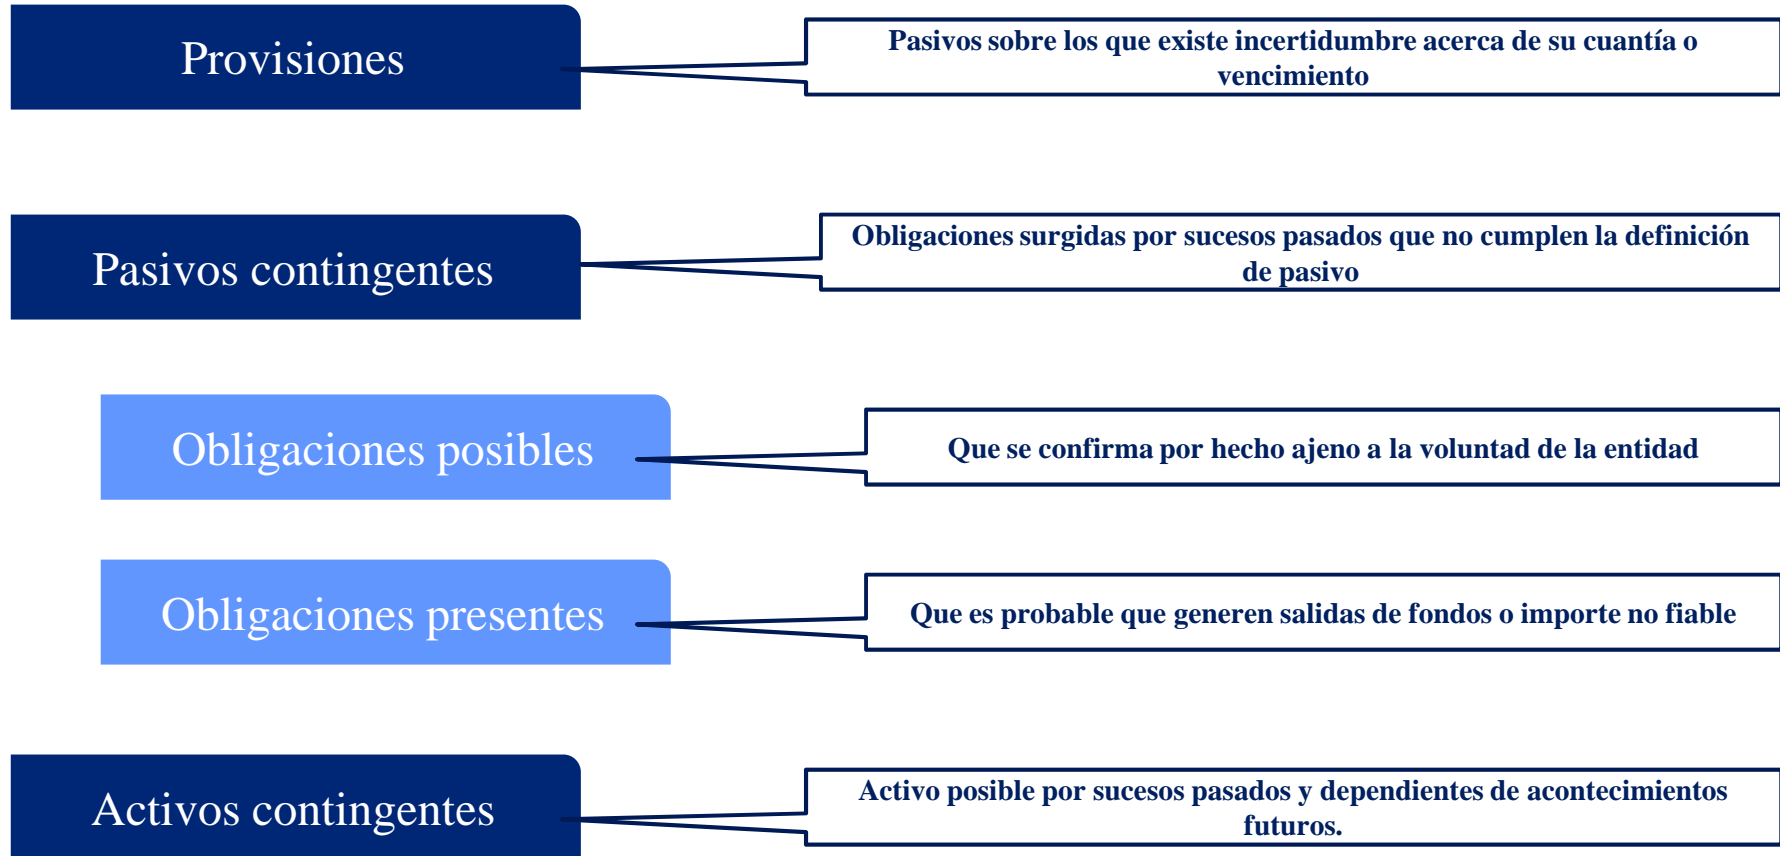 Provisiones
Pasivos sobre los que existe incertidumbre acerca de su cuantía o
vencimiento
Pasivos contingentes
Obligaciones surgidas por sucesos pasados que no cumplen la definición
de pasivo
Obligaciones posibles
Que se confirma por hecho ajeno a la voluntad de la entidad
Obligaciones presentes
Que es probable que generen salidas de fondos o importe no fiable
Activos contingentes
Activo posible por sucesos pasados y dependientes de acontecimientos
futuros.